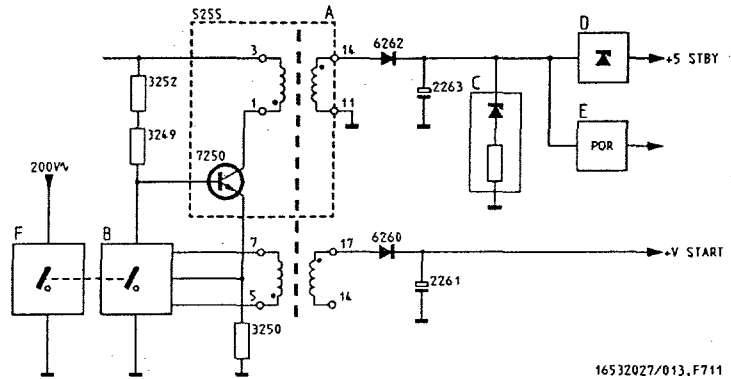 5255
A
D
3
14
6262
+5 STBY
3252
2263
C
1
11
E
3249
POR
7250
200V~
F
B
7
17
6260
+V START
5
14
2261
3250
16532027/013.F711